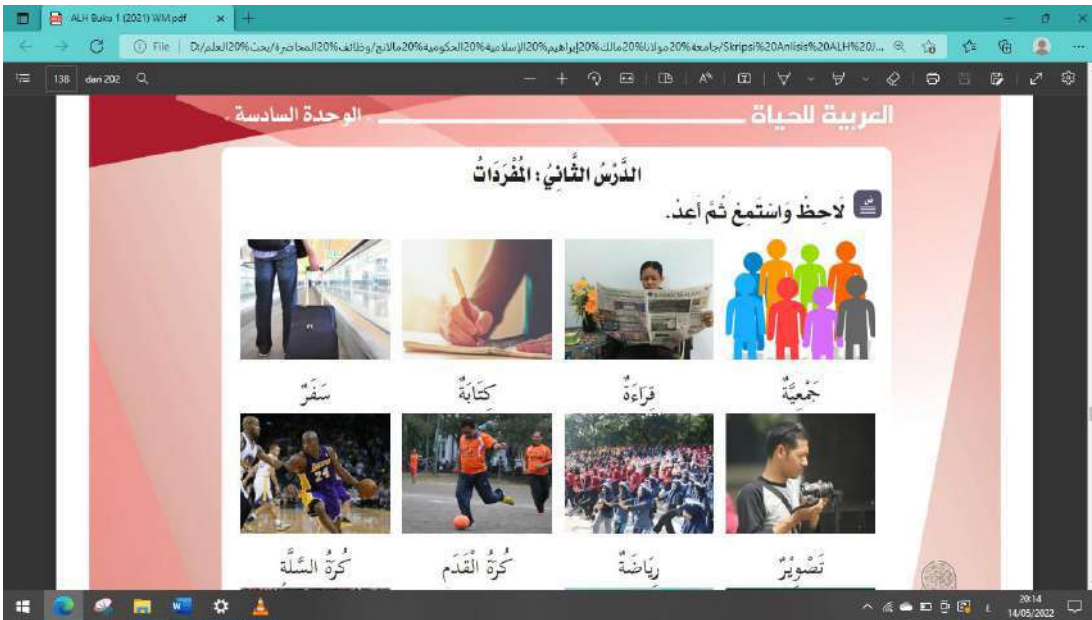 ALH Buku 1 (2021) WM.pdf
File
138 dari 202
العربية للحياة
الوحدة السادسة
الدَّرْسُ الثَّانِيْ: الْمُفْرَدَاتُ
لَاحِظْ وَاسْتَمِعْ ثُمَّ أَعِدْ.
جَمْعِيَّةٌ
قِرَاءَةٌ
كِتَابَةٌ
سَفَرٌ
تَصْوِيْرٌ
رِيَاضَةٌ
كُرَةُ الْقَدَمِ
كُرَةُ السَّلَّةِ
24
20:14
14/05/2022